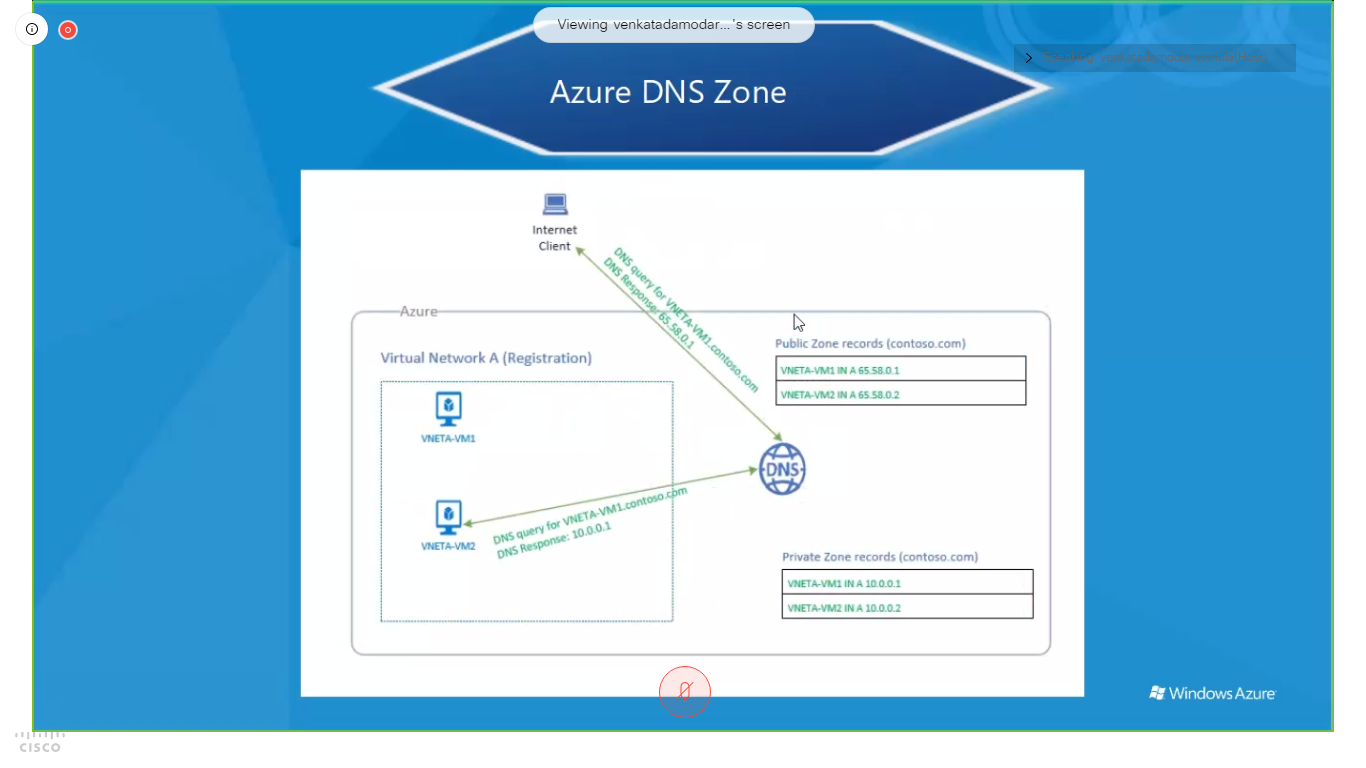 Viewing venkatadamodar... 's screen
Azure DNS Zone
Internet
Client
DNS query for VNETA-VM1.contoso.com
DNS Response: 65.58.0.1
Azure
Virtual Network A (Registration)
Public Zone records (contoso.com)
VNETA-VM1 IN A 65.58.0.1
VNETA-VM2 IN A 65.58.0.2
VNETA-VM1
DNS
VNETA-VM2
DNS query for VNETA-VM1.contoso.com
DNS Response: 10.0.0.1
Private Zone records (contoso.com)
VNETA-VM1 IN A 10.0.0.1
VNETA-VM2 IN A 10.0.0.2
Windows Azure
CISCO